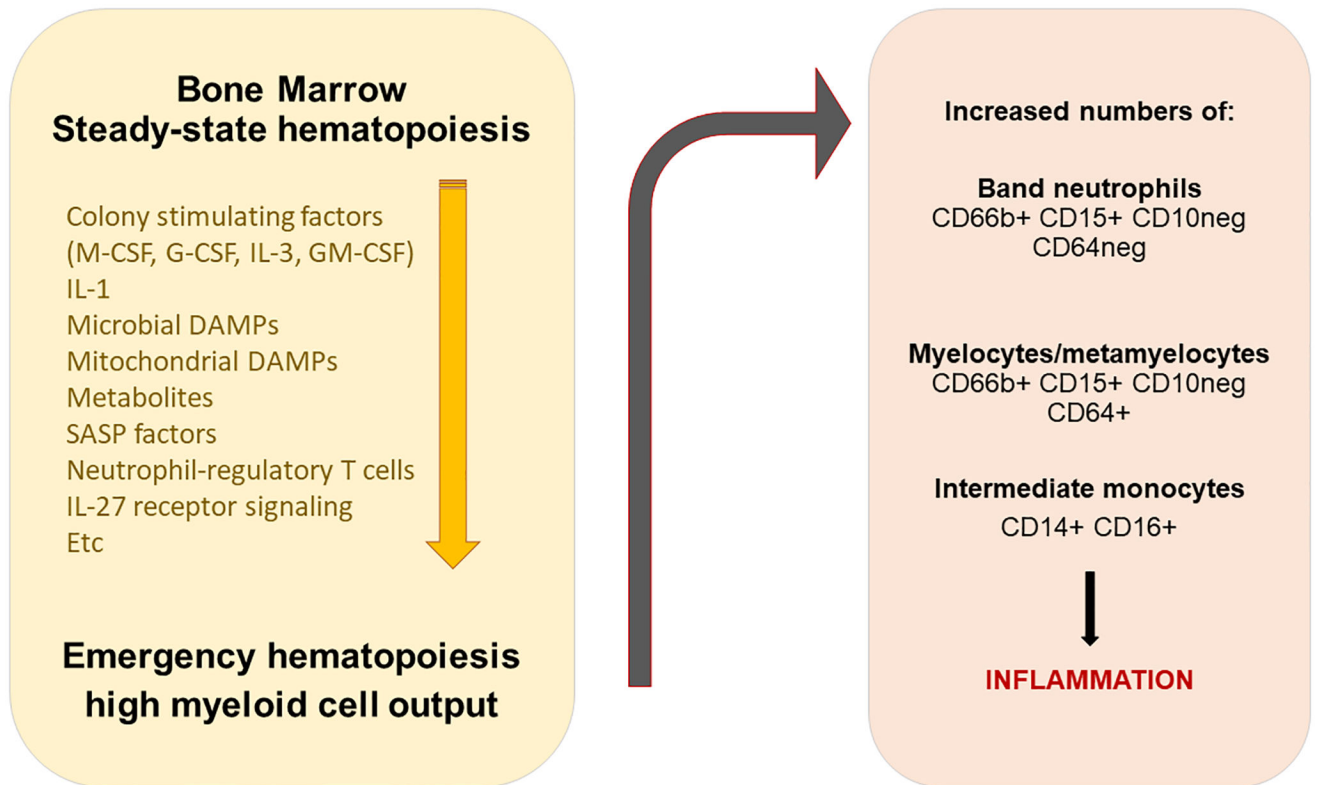 Bone Marrow
Steady-state hematopoiesis
Colony stimulating factors
(M-CSF, G-CSF, IL-3, GM-CSF)
IL-1
Microbial DAMPs
Mitochondrial DAMPs
Metabolites
SASP factors
Neutrophil-regulatory T cells
IL-27 receptor signaling
Etc
Emergency hematopoiesis
high myeloid cell output
Increased numbers of:
Band neutrophils
CD66b+ CD15+ CD10neg
CD64neg
Myelocytes/metamyelocytes
CD66b+ CD15+ CD10neg
CD64+
Intermediate monocytes
CD14+ CD16+
INFLAMMATION